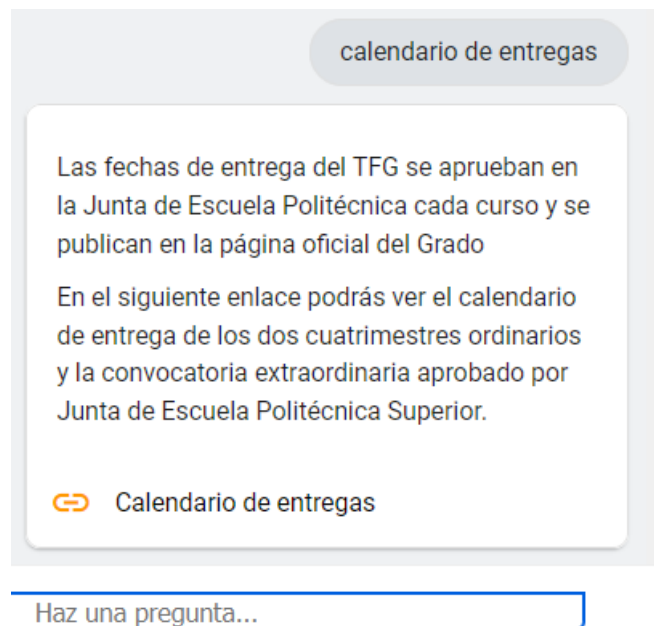 calendario de entregas
Las fechas de entrega del TFG se aprueban en
la Junta de Escuela Politécnica cada curso y se
publican en la página oficial del Grado
En el siguiente enlace podrás ver el calendario
de entrega de los dos cuatrimestres ordinarios
y la convocatoria extraordinaria aprobado por
Junta de Escuela Politécnica Superior.
Calendario de entregas
Haz una pregunta...